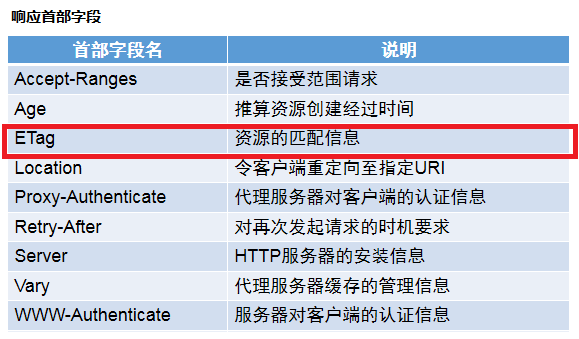 响应首部字段
首部字段名 说明
Accept-Ranges 是否接受范围请求
Age 推算资源创建经过时间
ETag 资源的匹配信息
Location 令客户端重定向至指定URI
Proxy-Authenticate 代理服务器对客户端的认证信息
Retry-After 对再次发起请求的时机要求
Server HTTP服务器的安装信息
Vary 代理服务器缓存的管理信息
WWW-Authenticate 服务器对客户端的认证信息